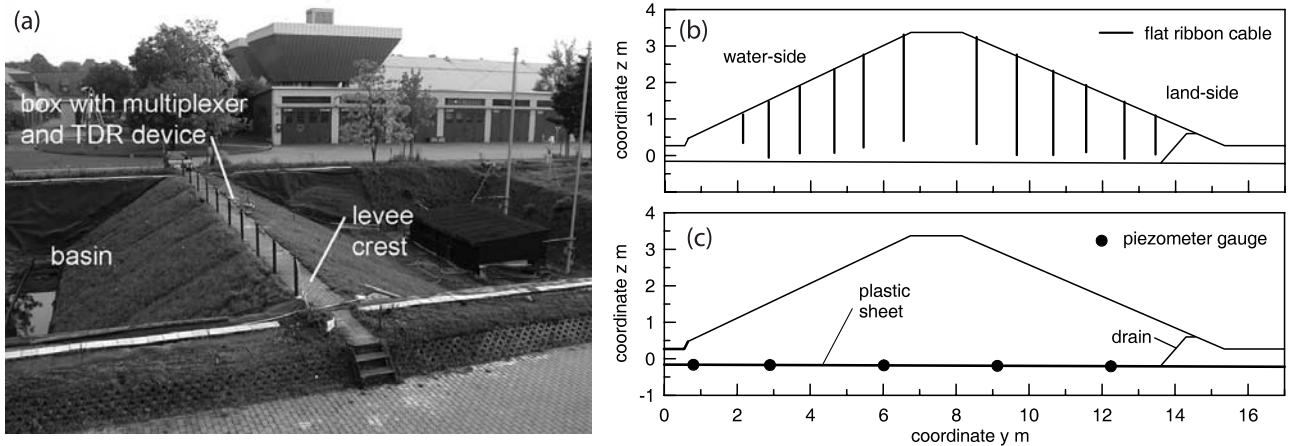 (a)
box with multiplexer
and TDR device
levee
crest
basin
(b)
water-side
flat ribbon cable
land-side
coordinate z m
4
3
2
1
0
(c)
piezometer gauge
plastic
sheet
drain
coordinate z m
4
3
2
1
0
-1
0 2 4 6 8 10 12 14 16
coordinate y m